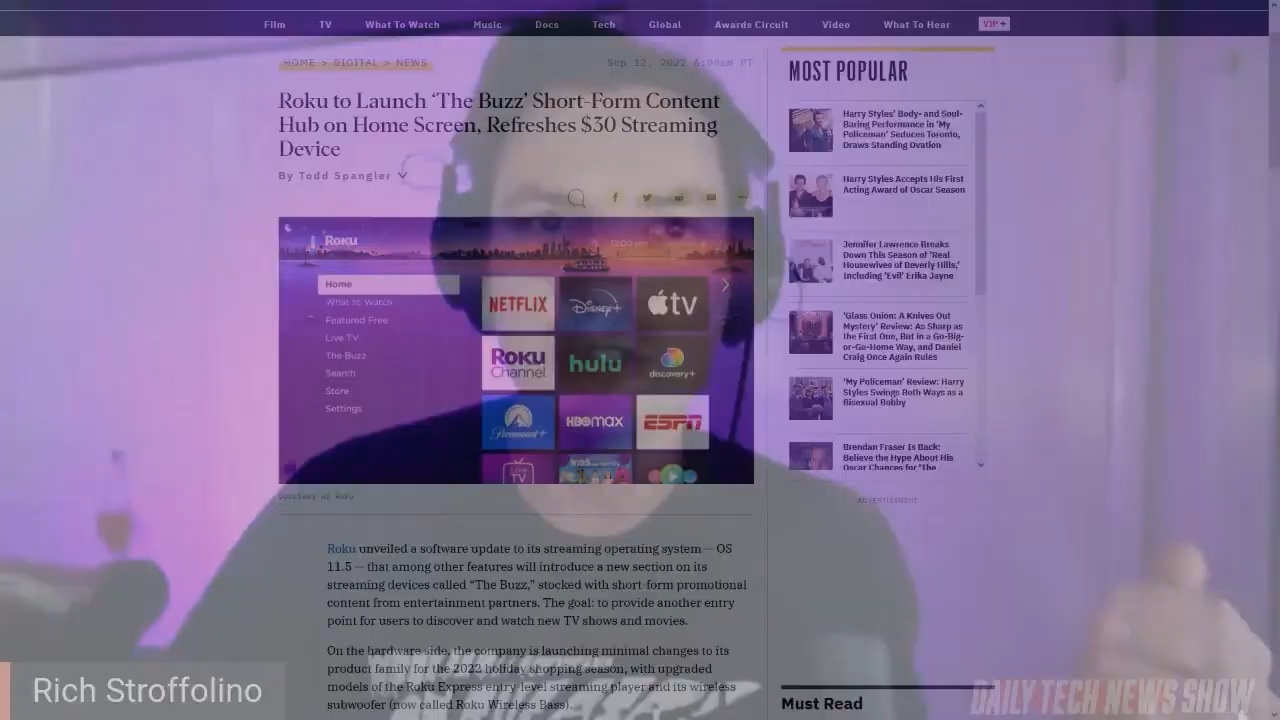 Film TV What To Watch Music Docs Tech Global Awards Circuit Video What To Hear VIP+
HOME > DIGITAL > NEWS
Sep 12, 2022 6:00am PT
Roku to Launch ‘The Buzz’ Short-Form Content
Hub on Home Screen, Refreshes $30 Streaming
Device
By Todd Spangler
Roku
12:00 pm
Home
What to Watch
Featured Free
Live TV
The Buzz
Search
Store
Settings
NETFLIX
Disney+
tv
Roku
Channel
hulu
discovery+
Paramount+
HBOMAX
ESPN
Live
TV
KIDS
Courtesy of Roku
Roku unveiled a software update to its streaming operating system — OS
11.5 — that among other features will introduce a new section on its
streaming devices called “The Buzz,” stocked with short-form promotional
content from entertainment partners. The goal: to provide another entry
point for users to discover and watch new TV shows and movies.
On the hardware side, the company is launching minimal changes to its
product family for the 2022 holiday shopping season, with upgraded
models of the Roku Express entry-level streaming player and its wireless
subwoofer (now called Roku Wireless Bass).
MOST POPULAR
Harry Styles’ Body- and Soul-
Baring Performance in ‘My
Policeman’ Seduces Toronto,
Draws Standing Ovation
Harry Styles Accepts His First
Acting Award of Oscar Season
Jennifer Lawrence Breaks
Down This Season of ‘Real
Housewives of Beverly Hills,’
Including ‘Evil’ Erika Jayne
‘Glass Onion: A Knives Out
Mystery’ Review: As Sharp as
the First One, But in a Go-Big-
or-Go-Home Way, and Daniel
Craig Once Again Rules
‘My Policeman’ Review: Harry
Styles Swings Both Ways as a
Bisexual Bobby
Brendan Fraser Is Back:
Believe the Hype About His
Oscar Chances for ‘The
ADVERTISEMENT
Must Read
Rich Stroffolino
DAILY TECH NEWS SHOW